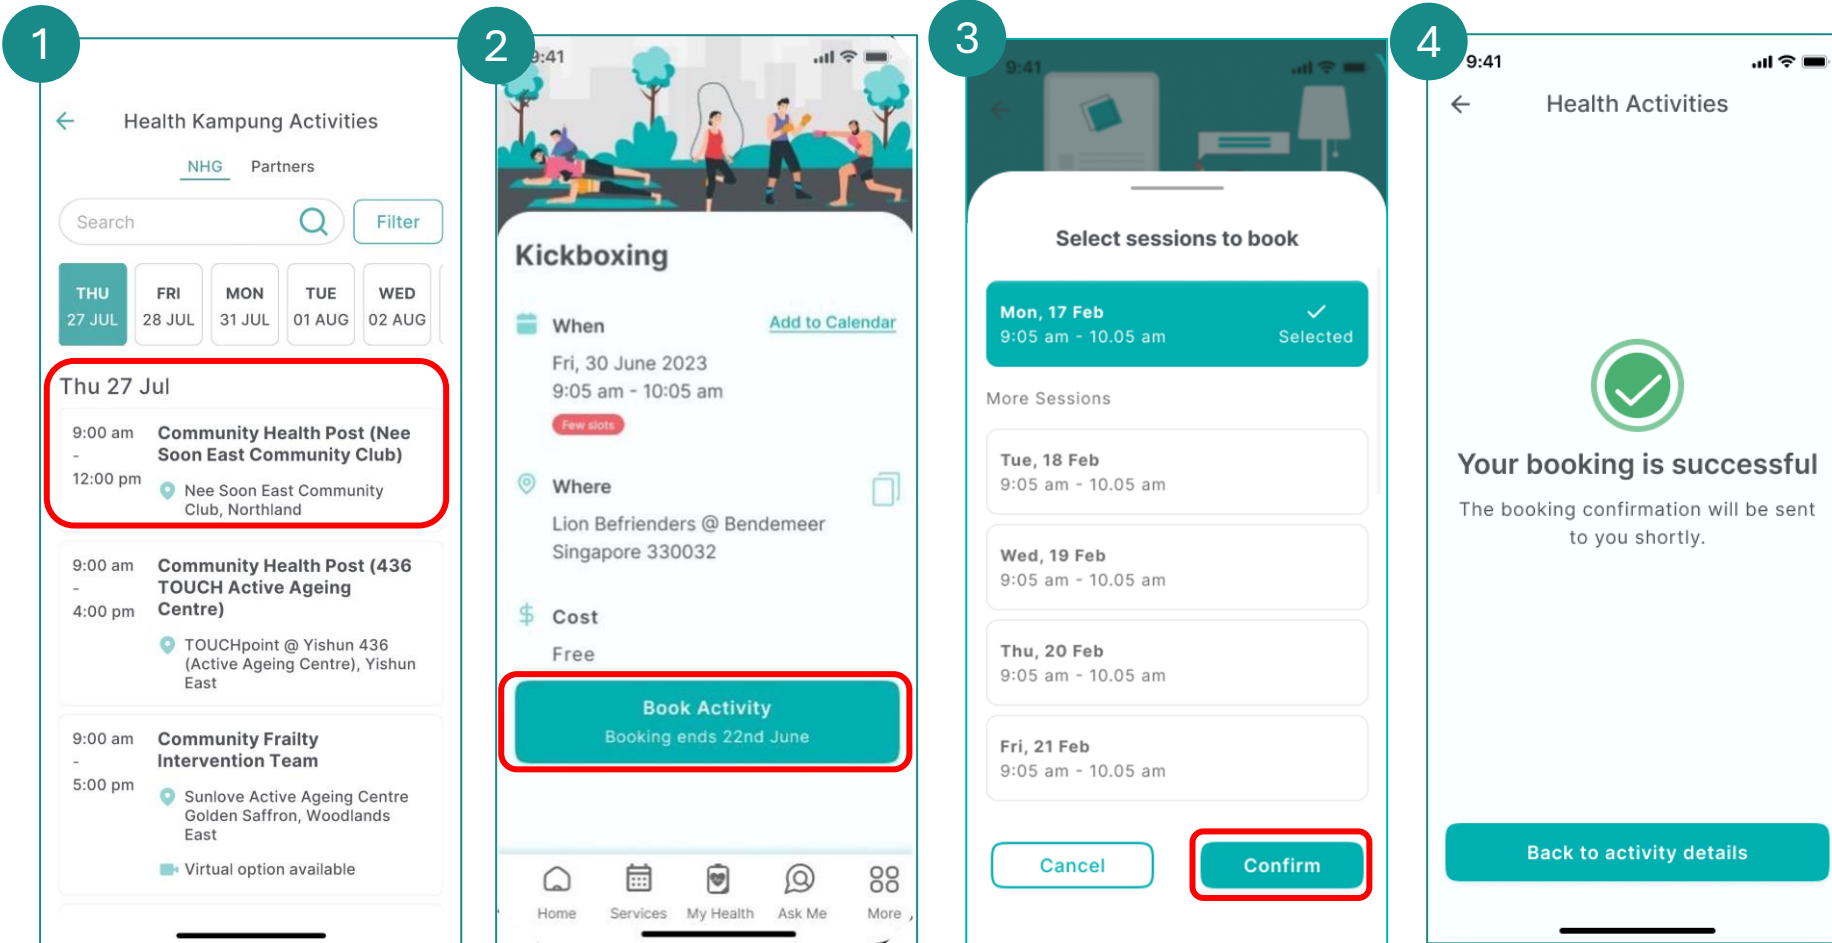 1
Health Kampung Activities
NHG Partners
Search
Filter
THU FRI MON TUE WED
27 JUL 28 JUL 31 JUL 01 AUG 02 AUG
Thu 27 Jul
9:00 am
-
12:00 pm
Community Health Post (Nee
Soon East Community Club)
Nee Soon East Community
Club, Northland
9:00 am
-
4:00 pm
Community Health Post (436
TOUCH Active Ageing
Centre)
TOUCHpoint @ Yishun 436
(Active Ageing Centre), Yishun
East
9:00 am
-
5:00 pm
Community Frailty
Intervention Team
Sunlove Active Ageing Centre
Golden Saffron, Woodlands
East
Virtual option available
2
9:41
Kickboxing
When
Add to Calendar
Fri, 30 June 2023
9:05 am - 10:05 am
Few slots
Where
Lion Befrienders @ Bendemeer
Singapore 330032
$ Cost
Free
Book Activity
Booking ends 22nd June
Home Services My Health Ask Me More
3
9:41
Select sessions to book
Mon, 17 Feb
9:05 am - 10.05 am
Selected
More Sessions
Tue, 18 Feb
9:05 am - 10.05 am
Wed, 19 Feb
9:05 am - 10.05 am
Thu, 20 Feb
9:05 am - 10.05 am
Fri, 21 Feb
9:05 am - 10.05 am
Cancel
Confirm
4
9:41
Health Activities
Your booking is successful
The booking confirmation will be sent
to you shortly.
Back to activity details